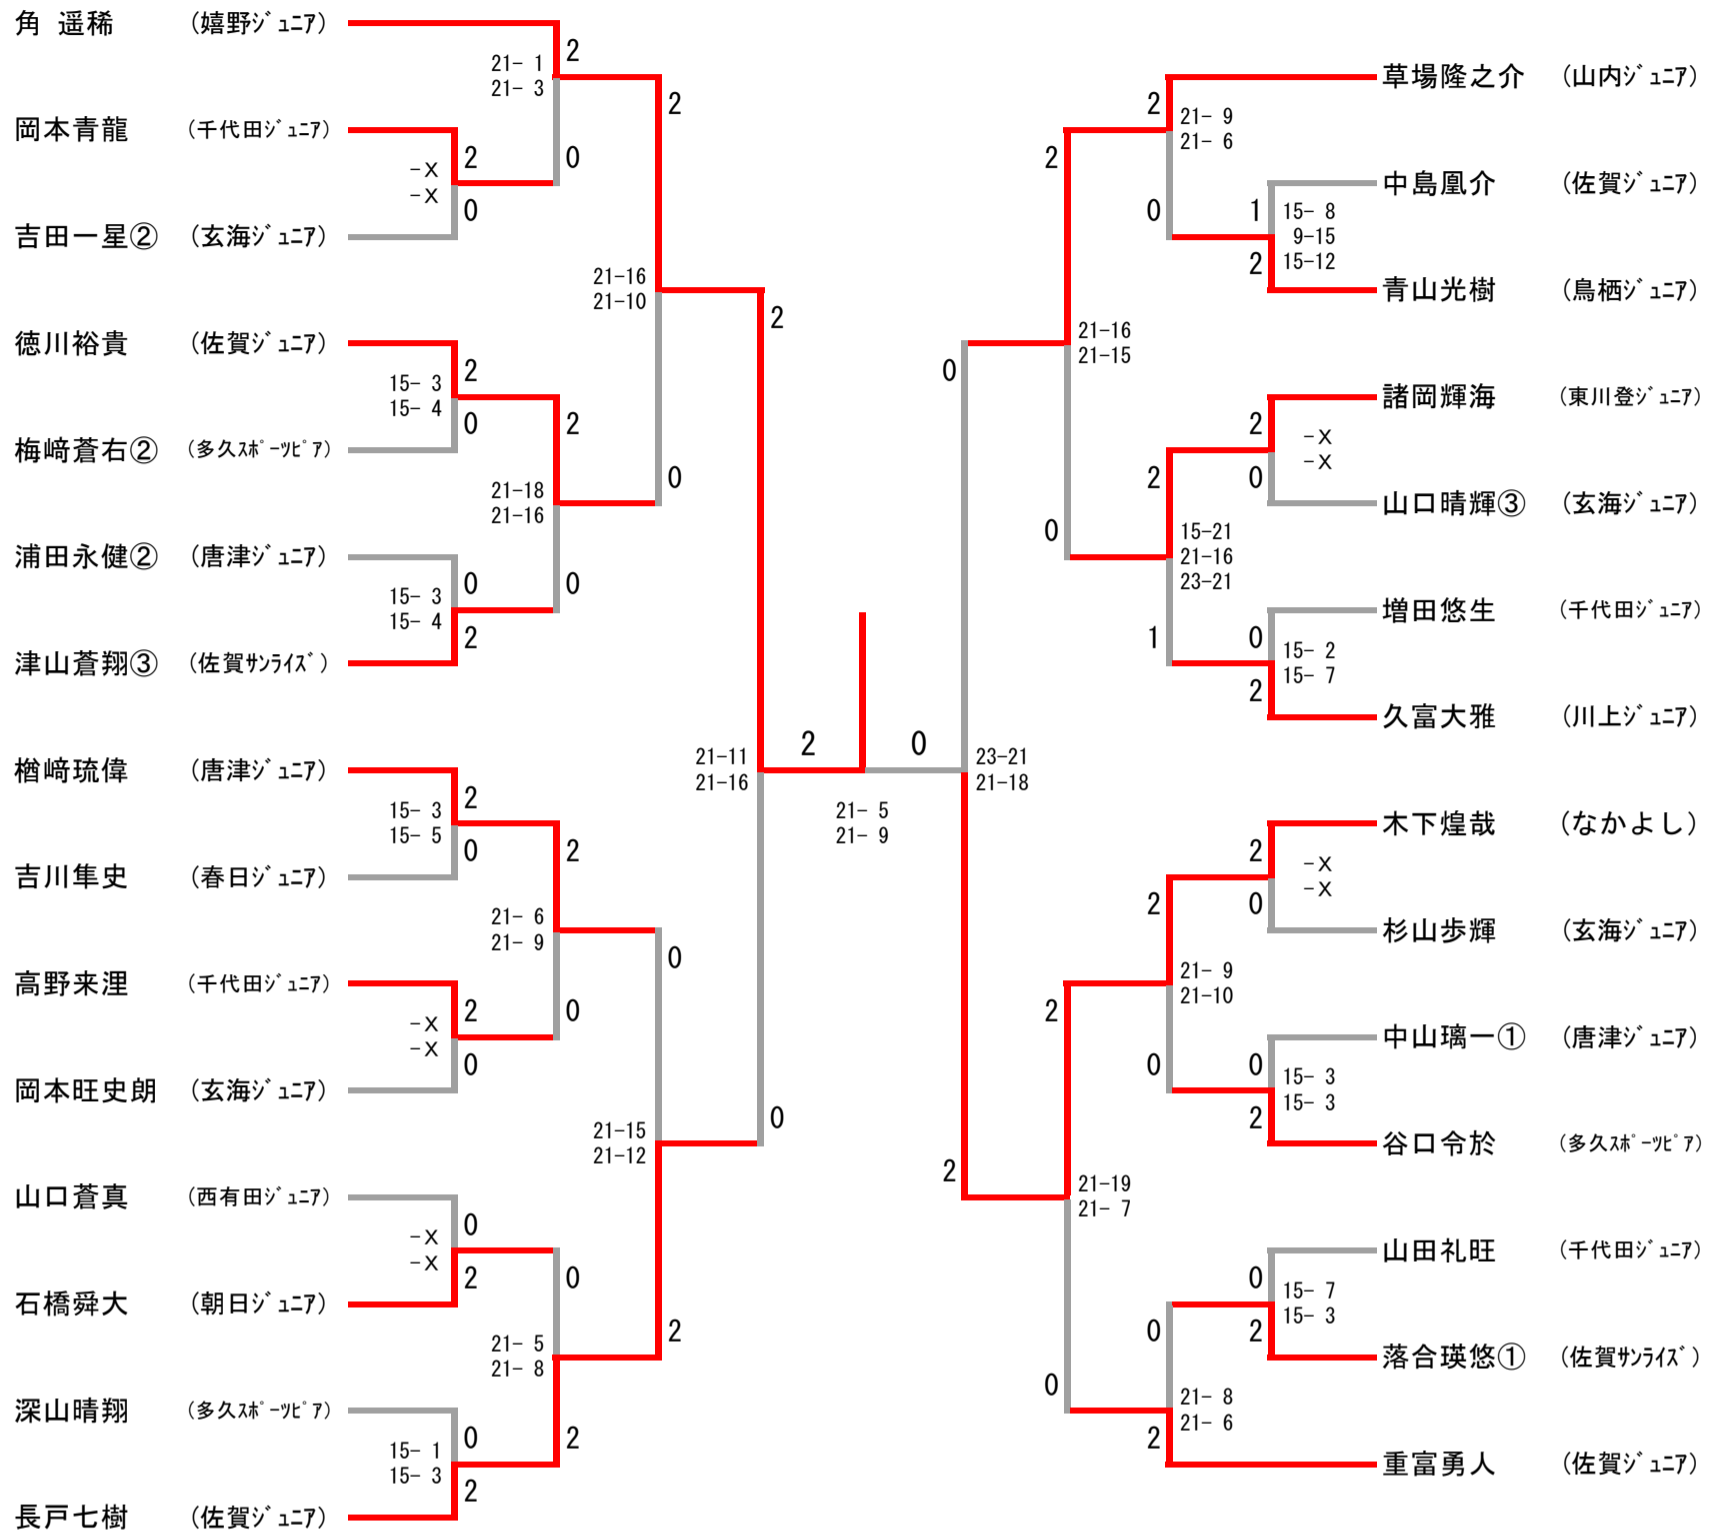 角 遥稀 (嬉野ｼﾞｭﾆｱ)
岡本青龍 (千代田ｼﾞｭﾆｱ)
吉田一星② (玄海ｼﾞｭﾆｱ)
徳川裕貴 (佐賀ｼﾞｭﾆｱ)
梅﨑蒼右② (多久ｽﾎﾟｰﾂﾋﾟｱ)
浦田永健② (唐津ｼﾞｭﾆｱ)
津山蒼翔③ (佐賀ｻﾝﾗｲｽﾞ)
楢﨑琉偉 (唐津ｼﾞｭﾆｱ)
吉川隼史 (春日ｼﾞｭﾆｱ)
高野来浬 (千代田ｼﾞｭﾆｱ)
岡本旺史朗 (玄海ｼﾞｭﾆｱ)
山口蒼真 (西有田ｼﾞｭﾆｱ)
石橋舜大 (朝日ｼﾞｭﾆｱ)
深山晴翔 (多久ｽﾎﾟｰﾂﾋﾟｱ)
長戸七樹 (佐賀ｼﾞｭﾆｱ)
2
0
-X
-X
2
0
15- 3
15- 4
0
2
15- 3
15- 4
2
0
15- 3
15- 5
2
0
-X
-X
0
2
-X
-X
0
2
15- 1
15- 3
2
0
21- 1
21- 3
2
0
21-18
21-16
2
0
21- 6
21- 9
0
2
21- 5
21- 8
2
0
21-16
21-10
0
2
21-15
21-12
2
0
21-11
21-16
2
0
21- 5
21- 9
0
2
23-21
21-18
2
0
21-16
21-15
2
0
21-19
21- 7
2
0
21- 9
21- 6
2
1
15-21
21-16
23-21
2
0
21- 9
21-10
0
2
21- 8
21- 6
1
2
15- 8
9-15
15-12
2
0
-X
-X
0
2
15- 2
15- 7
2
0
-X
-X
0
2
15- 3
15- 3
0
2
15- 7
15- 3
草場隆之介 (山内ｼﾞｭﾆｱ)
中島凰介 (佐賀ｼﾞｭﾆｱ)
青山光樹 (鳥栖ｼﾞｭﾆｱ)
諸岡輝海 (東川登ｼﾞｭﾆｱ)
山口晴輝③ (玄海ｼﾞｭﾆｱ)
増田悠生 (千代田ｼﾞｭﾆｱ)
久富大雅 (川上ｼﾞｭﾆｱ)
木下煌哉 (なかよし)
杉山歩輝 (玄海ｼﾞｭﾆｱ)
中山璃一① (唐津ｼﾞｭﾆｱ)
谷口令於 (多久ｽﾎﾟｰﾂﾋﾟｱ)
山田礼旺 (千代田ｼﾞｭﾆｱ)
落合瑛悠① (佐賀ｻﾝﾗｲｽﾞ)
重富勇人 (佐賀ｼﾞｭﾆｱ)